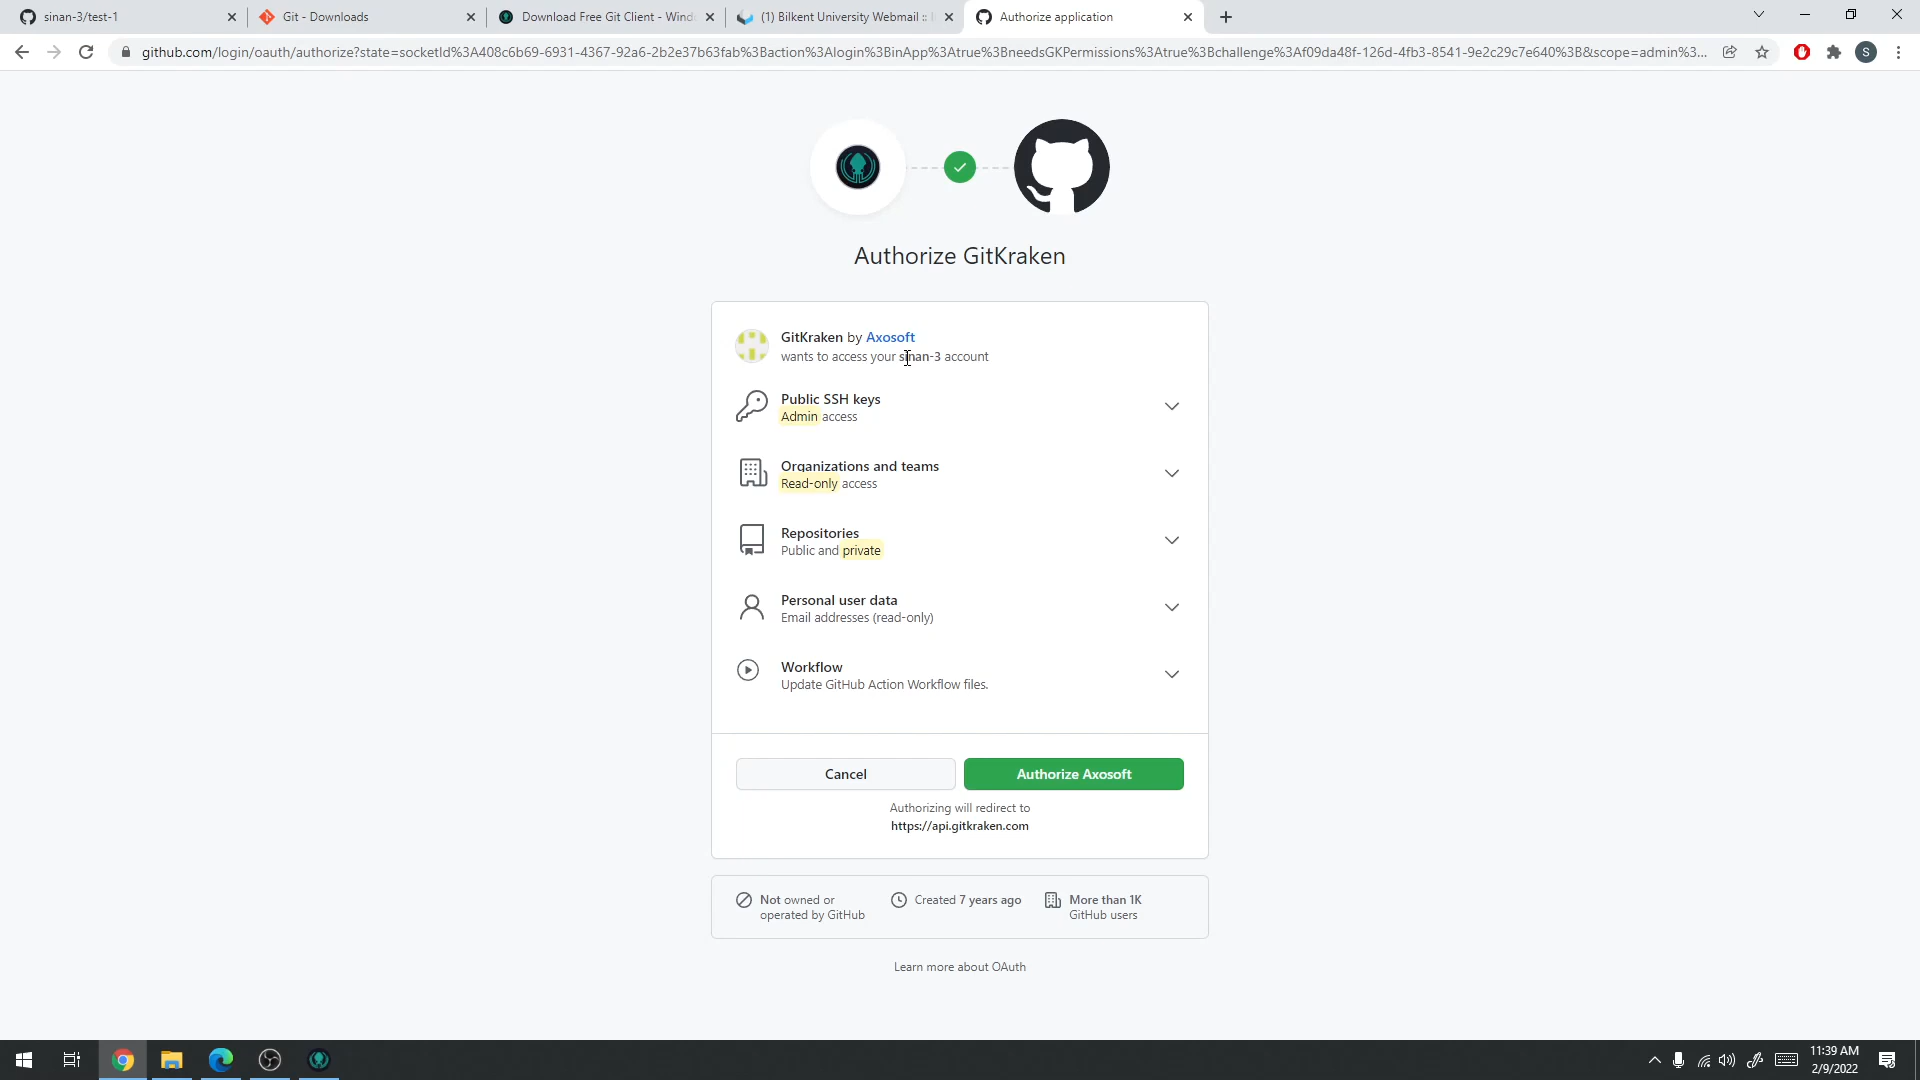 sinan-3/test-1
Git - Downloads
Download Free Git Client - Wind
(1) Bilkent University Webmail ::
Authorize application
github.com/login/oauth/authorize?state=socketId%3A408c6b69-6931-4367-92a6-2b2e37b63fab%3Baction%3Alogin%3BinApp%3Atrue%3BneedsGKPermissions%3Atrue%3Bchallenge%3Af09da48f-126d-4fb3-8541-9e2c29c7e640%3B&scope=admin%3...
S
Authorize GitKraken
GitKraken by Axosoft
wants to access your sinan-3 account
Public SSH keys
Admin access
Organizations and teams
Read-only access
Repositories
Public and private
Personal user data
Email addresses (read-only)
Workflow
Update GitHub Action Workflow files.
Cancel
Authorize Axosoft
Authorizing will redirect to
https://api.gitkraken.com
Not owned or
operated by GitHub
Created 7 years ago
More than 1K
GitHub users
Learn more about OAuth
11:39 AM
2/9/2022